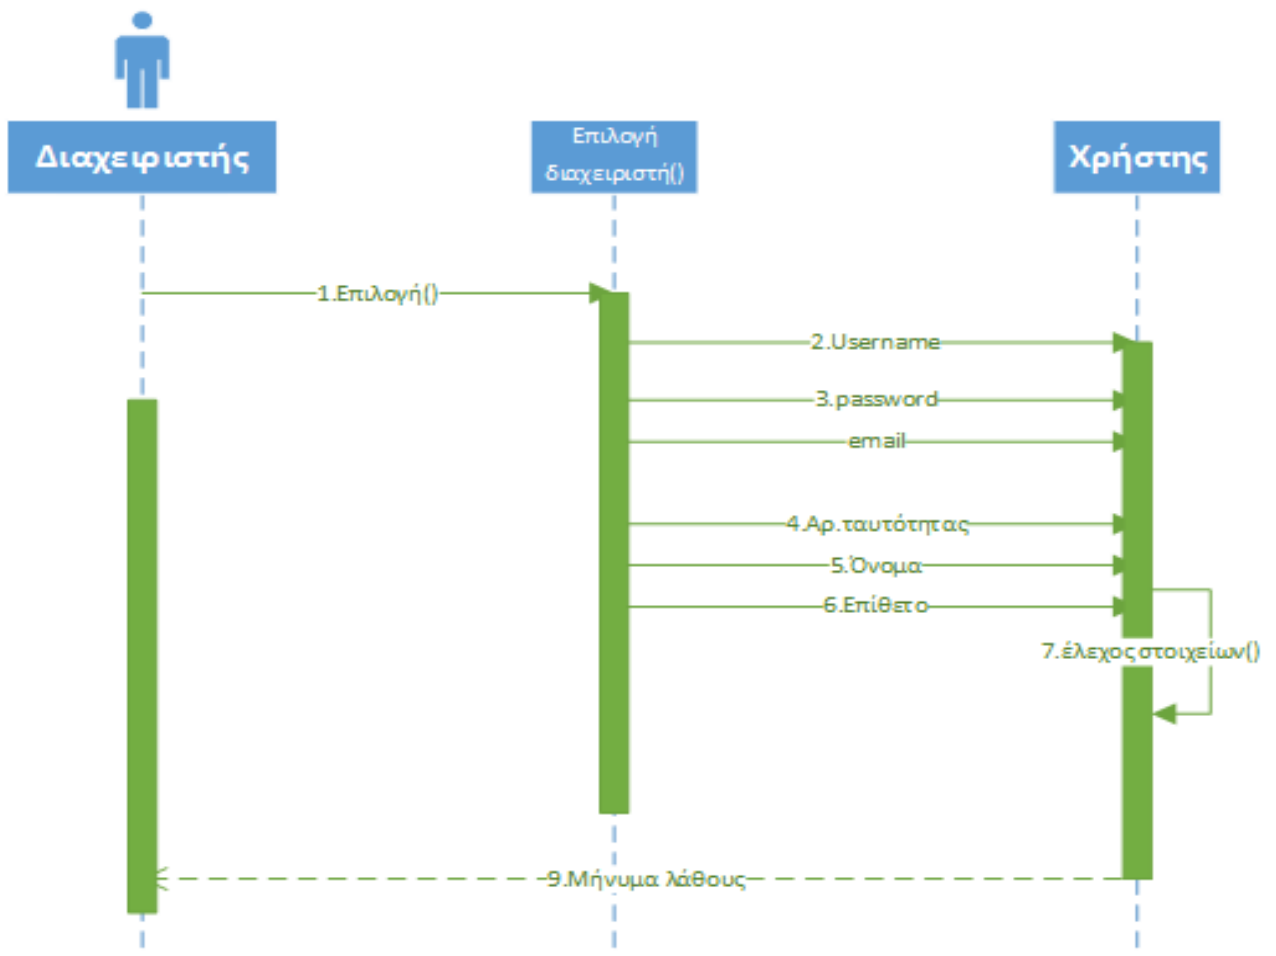 Διαχειριστής
Επιλογή
διαχειριστή()
Χρήστης
1.Επιλογή()
2.Username
3.password
email
4.Αρ.ταυτότητας
5.Όνομα
6.Επίθετο
7.έλεχος στοιχείων()
9.Μήνυμα λάθους